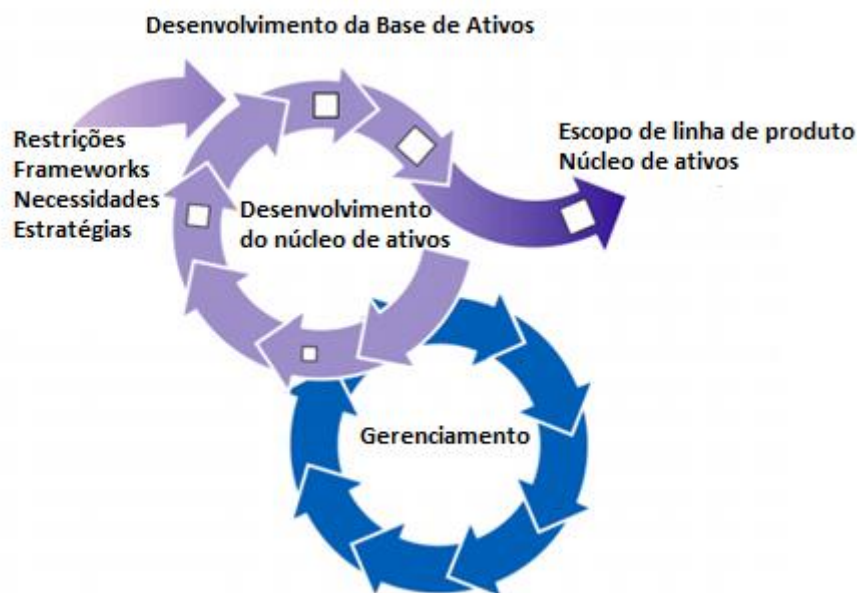 Desenvolvimento da Base de Ativos
Restrições
Frameworks
Necessidades
Estratégias
Desenvolvimento
do núcleo de ativos
Escopo de linha de produto
Núcleo de ativos
Gerenciamento